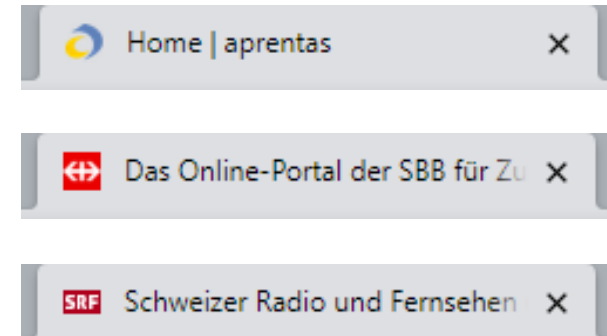 Home | aprentas
Das Online-Portal der SBB für Zu
SRF Schweizer Radio und Fernsehen